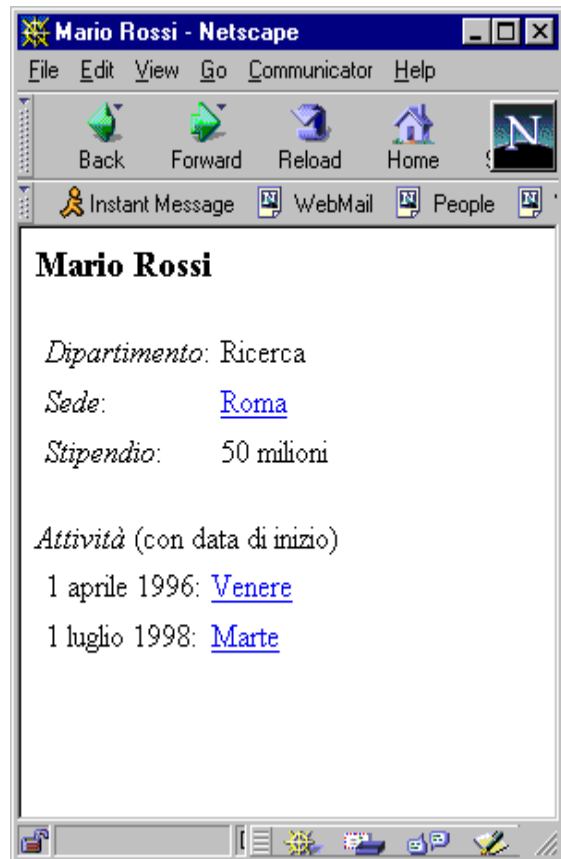 Mario Rossi - Netscape
File Edit View Go Communicator Help
Back Forward Reload Home
N
Instant Message WebMail People
Mario Rossi
Dipartimento: Ricerca
Sede: Roma
Stipendio: 50 milioni
Attività (con data di inizio)
1 aprile 1996: Venere
1 luglio 1998: Marte